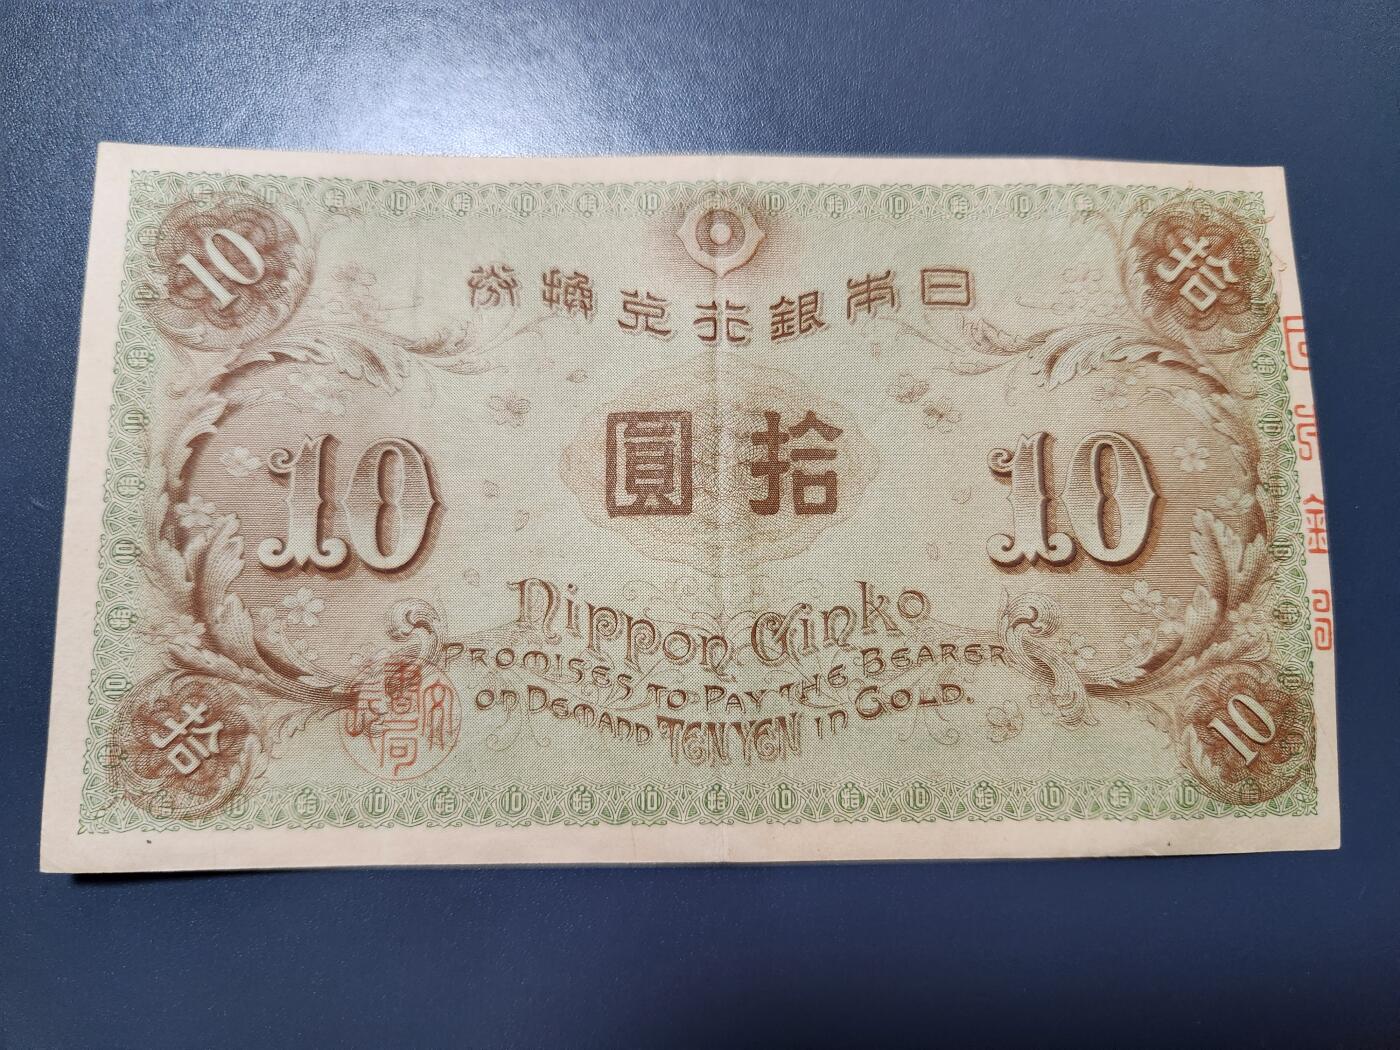 10
拾
日本銀行兌換券
10
拾圓
10
Nippon Ginko
PROMISES TO PAY THE BEARER
ON DEMAND TEN YEN IN GOLD.
拾
10